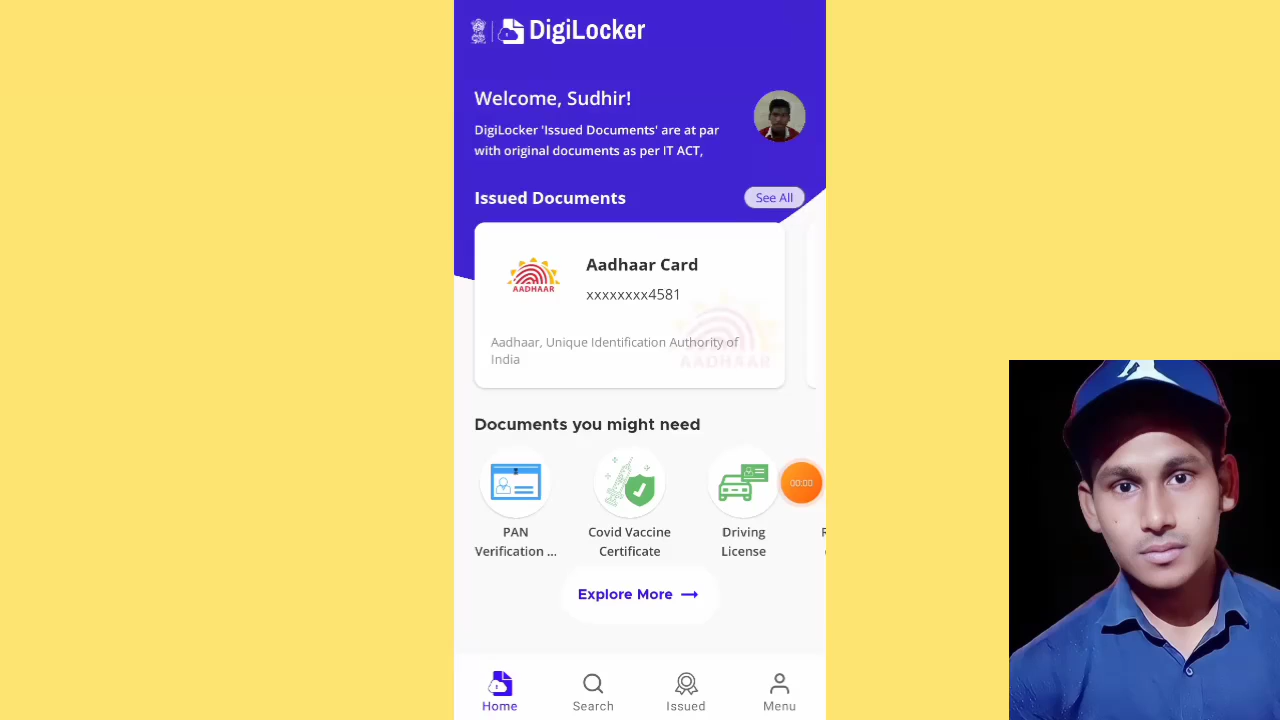 DigiLocker
Welcome, Sudhir!
DigiLocker 'Issued Documents' are at par
with original documents as per IT ACT,
Issued Documents
See All
Aadhaar Card
xxxxxxxx4581
AADHAAR
Aadhaar, Unique Identification Authority of
India
AADHAAR
Documents you might need
00:00
PAN
Verification ...
Covid Vaccine
Certificate
Driving
License
Explore More →
Home
Search
Issued
Menu